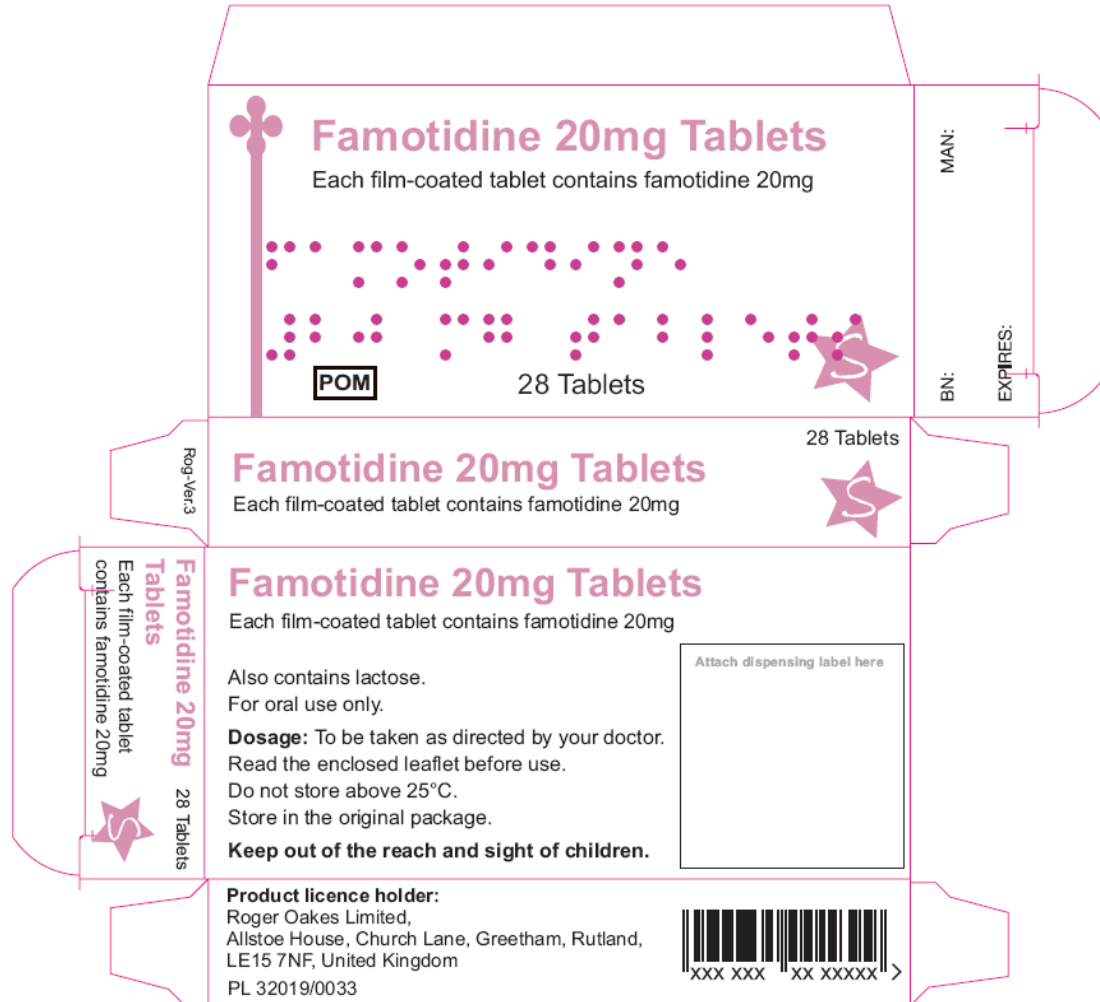 Famotidine 20mg Tablets
Each film-coated tablet contains famotidine 20mg
⠋⠁⠍⠕⠞⠊⠙⠊⠝⠑
⠼⠃⠚⠀⠍⠛⠀⠞⠁⠃⠇⠑⠞⠎
POM
28 Tablets
S
MAN:
BN:
EXPIRES:
Rog-Ver.3
Famotidine 20mg Tablets
Each film-coated tablet contains famotidine 20mg
28 Tablets
S
Famotidine 20mg
Tablets
Each film-coated tablet
contains famotidine 20mg
28 Tablets
S
Famotidine 20mg Tablets
Each film-coated tablet contains famotidine 20mg
Also contains lactose.
For oral use only.
Dosage: To be taken as directed by your doctor.
Read the enclosed leaflet before use.
Do not store above 25°C.
Store in the original package.
Keep out of the reach and sight of children.
Attach dispensing label here
Product licence holder:
Roger Oakes Limited,
Allstoe House, Church Lane, Greetham, Rutland,
LE15 7NF, United Kingdom
PL 32019/0033
xxx xxx xx xxxxx >